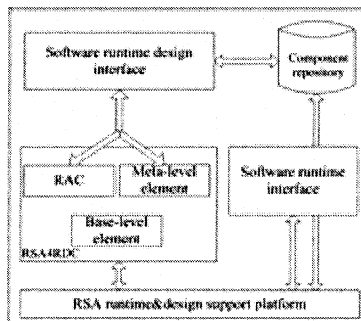 Software runtime design
interface
Component
repository
RAC
Meta-level
element
Software runtime
interface
Base-level
element
RSA4RDC
RSA runtime&design support platform